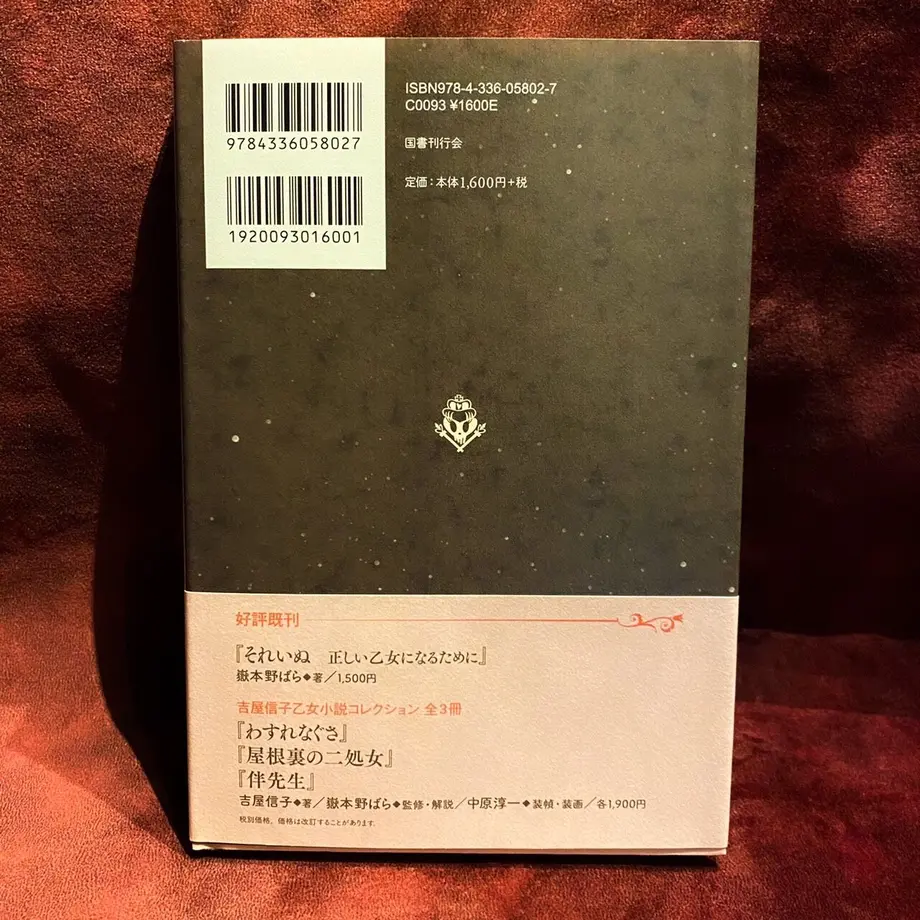 9784336058027
1920093016001
ISBN978-4-336-05802-7
C0093 ¥1600E
国書刊行会
定価：本体1,600円+税
好評既刊
『それいぬ　正しい乙女になるために』
嶽本野ばら◆著／1,500円
吉屋信子乙女小説コレクション 全3冊
『わすれなぐさ』
『屋根裏の二処女』
『伴先生』
吉屋信子◆著／嶽本野ばら◆監修・解説／中原淳一◆装幀・装画／各1,900円
税別価格。価格は改訂することがあります。